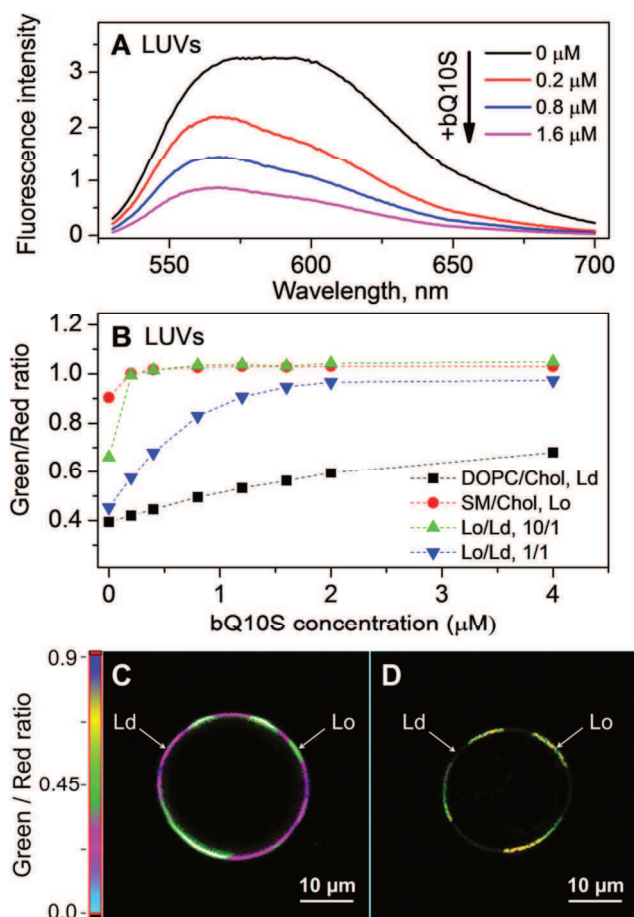 A LUVs
Fluorescence intensity
3
2
1
0
550 600 650 700
Wavelength, nm
+bQ10S
0 μM
0.2 μM
0.8 μM
1.6 μM
B LUVs
Green/Red ratio
1.2
1.0
0.8
0.6
0.4
0 1 2 3 4
bQ10S concentration (μM)
DOPC/Chol, Ld
SM/Chol, Lo
Lo/Ld, 10/1
Lo/Ld, 1/1
Green / Red ratio
0.9
0.45
0.0
C
Ld
Lo
10 μm
D
Ld
Lo
10 μm